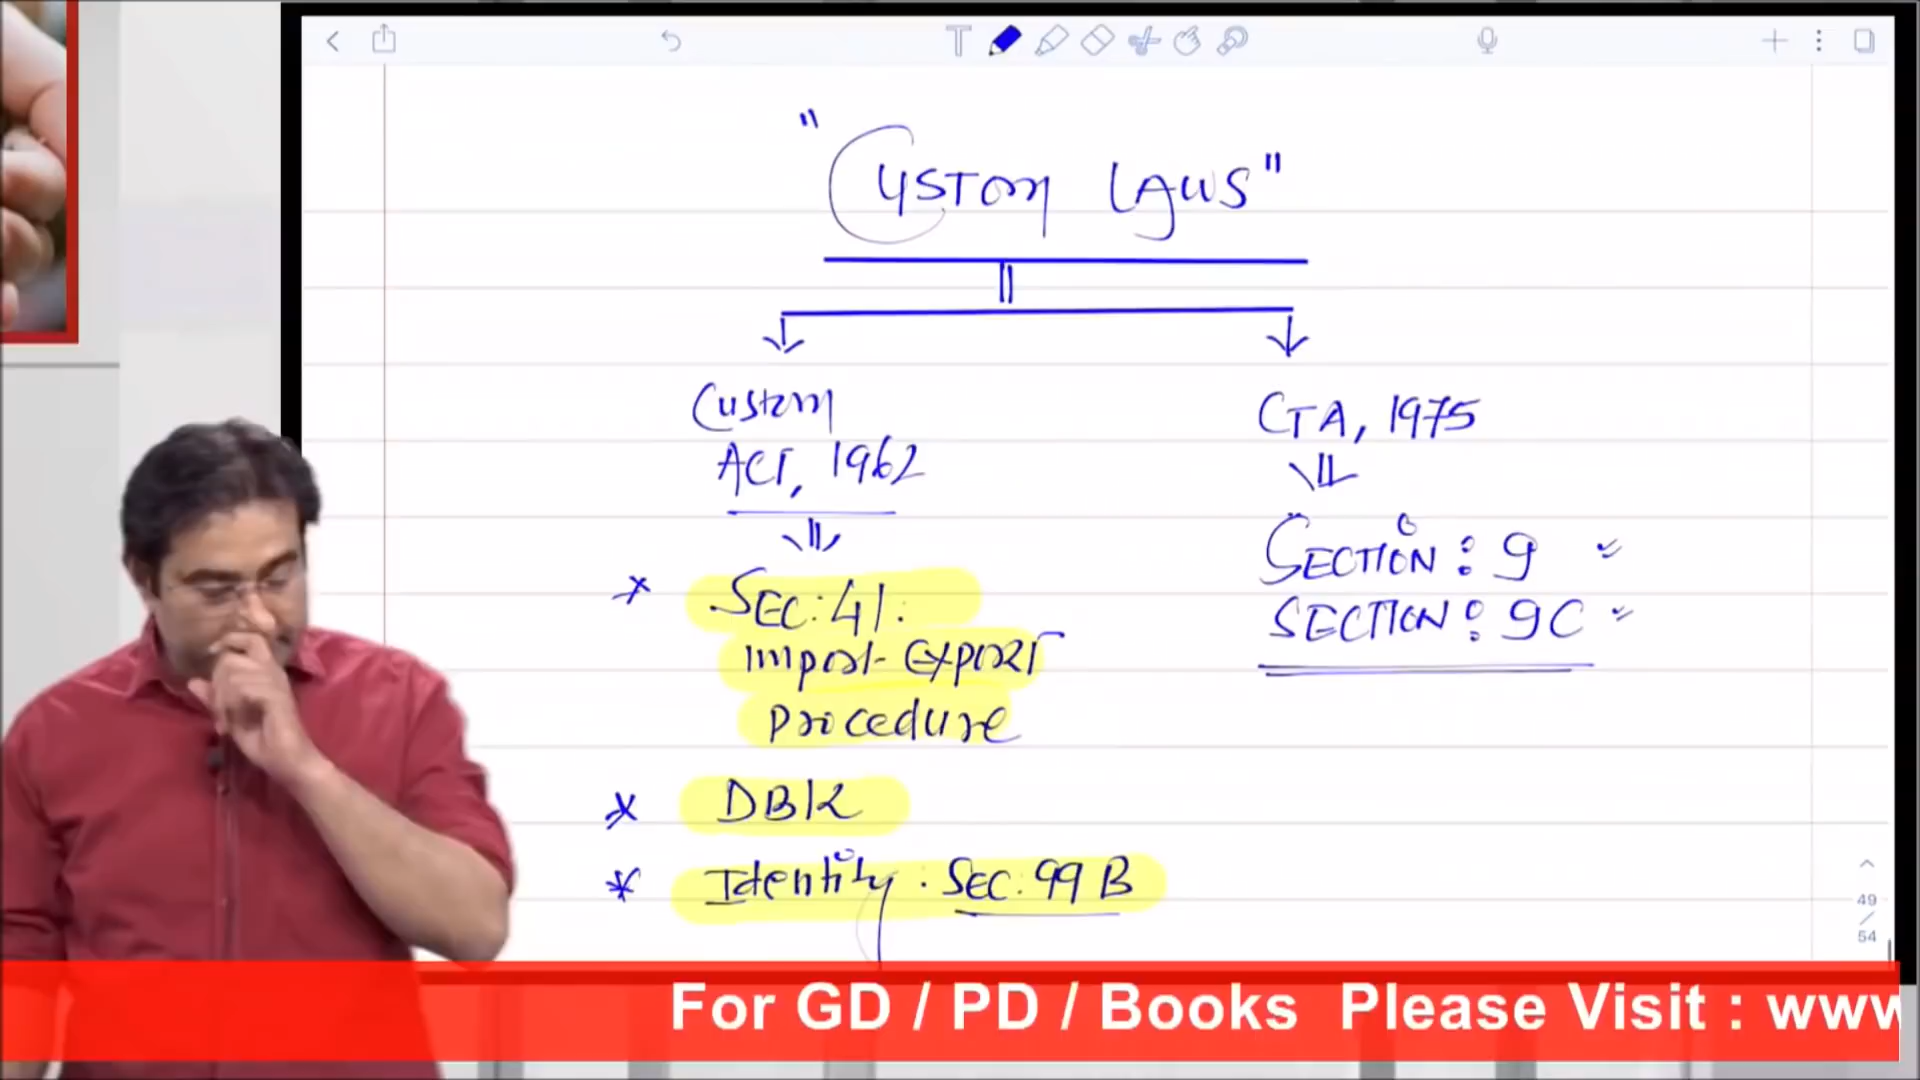 "Custom Laws"
Custom
ACT, 1962
* SEC: 41:
Import-Export
Procedure
* DBK
* Identity: SEC. 99 B
CTA, 1975
SECTION: 9
SECTION: 9C
49
/
54
For GD / PD / Books Please Visit : www